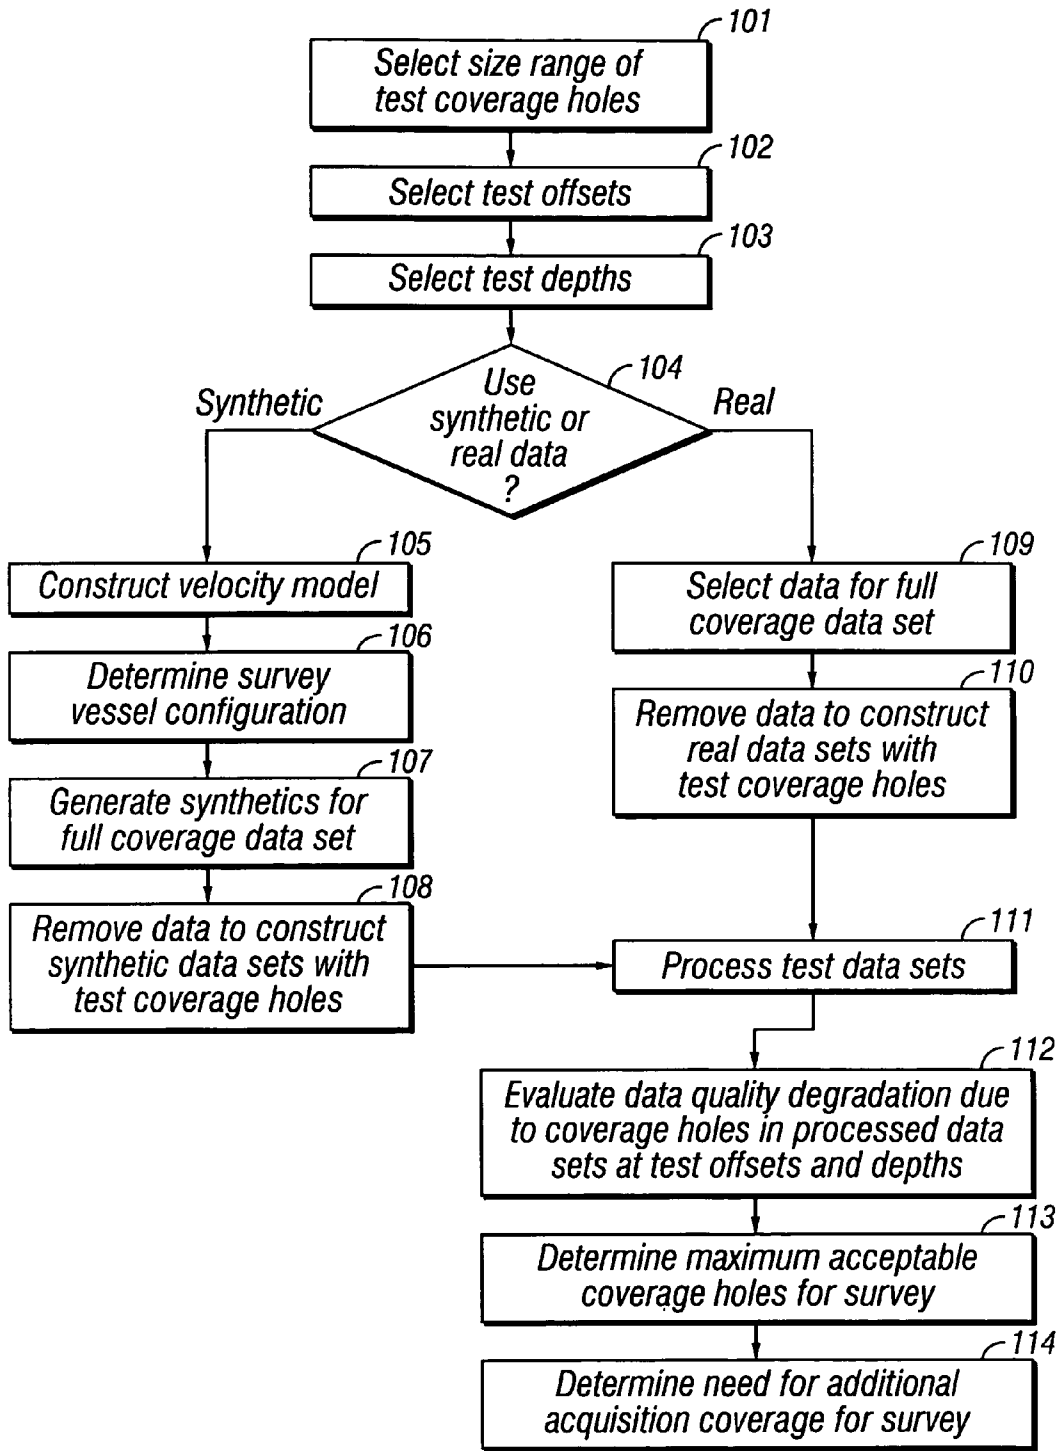 101
Select size range of
test coverage holes
102
Select test offsets
103
Select test depths
104
Use
synthetic or
real data
?
Synthetic
Real
105
Construct velocity model
106
Determine survey
vessel configuration
107
Generate synthetics for
full coverage data set
108
Remove data to construct
synthetic data sets with
test coverage holes
109
Select data for full
coverage data set
110
Remove data to construct
real data sets with
test coverage holes
111
Process test data sets
112
Evaluate data quality degradation due
to coverage holes in processed data
sets at test offsets and depths
113
Determine maximum acceptable
coverage holes for survey
114
Determine need for additional
acquisition coverage for survey